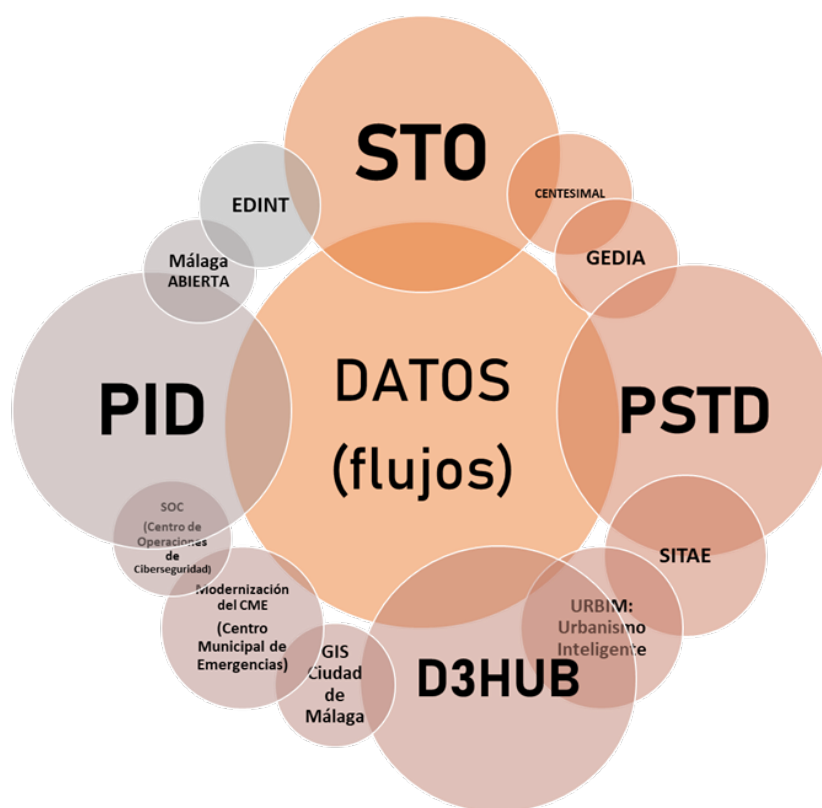 STO
CENTESIMAL
GEDIA
EDINT
Málaga
ABIERTA
DATOS
(flujos)
PID
PSTD
SOC
(Centro de
Operaciones
de
Ciberseguridad)
Modernización
del CME
(Centro
Municipal de
Emergencias)
GIS
Ciudad
de
Málaga
D3HUB
URBIM:
Urbanismo
Inteligente
SITAE